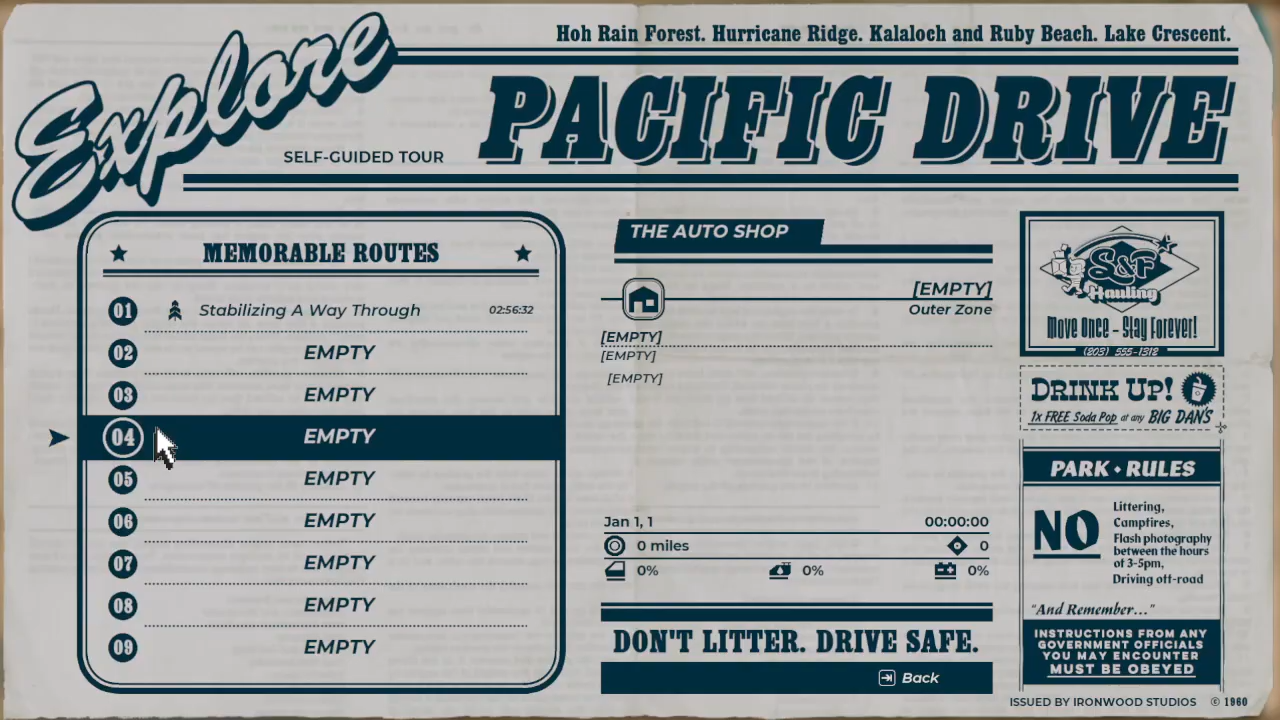 Explore
Hoh Rain Forest. Hurricane Ridge. Kalaloch and Ruby Beach. Lake Crescent.
PACIFIC DRIVE
SELF-GUIDED TOUR
MEMORABLE ROUTES
01 Stabilizing A Way Through 02:56:32
02 EMPTY
03 EMPTY
04 EMPTY
05 EMPTY
06 EMPTY
07 EMPTY
08 EMPTY
09 EMPTY
THE AUTO SHOP
[EMPTY]
Outer Zone
[EMPTY]
[EMPTY]
[EMPTY]
Jan 1, 1 00:00:00
0 miles 0
0% 0% 0%
DON'T LITTER. DRIVE SAFE.
Back
S&F
Hauling
Move Once - Stay Forever!
(203) 555-1312
DRINK UP!
1x FREE Soda Pop at any BIG DAN'S
PARK • RULES
NO
Littering,
Campfires,
Flash photography
between the hours
of 3-5pm,
Driving off-road
"And Remember..."
INSTRUCTIONS FROM ANY
GOVERNMENT OFFICIALS
YOU MAY ENCOUNTER
MUST BE OBEYED
ISSUED BY IRONWOOD STUDIOS © 1960